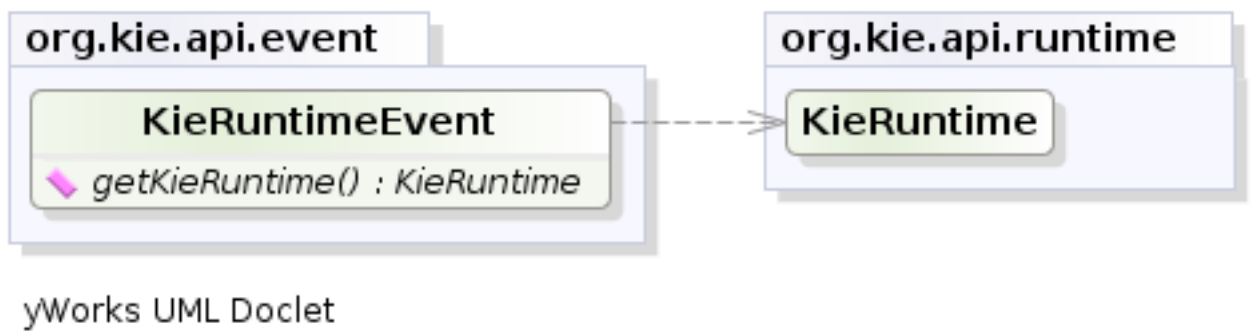 org.kie.api.event
org.kie.api.runtime
KieRuntimeEvent
KieRuntime
getKieRuntime() : KieRuntime
yWorks UML Doclet